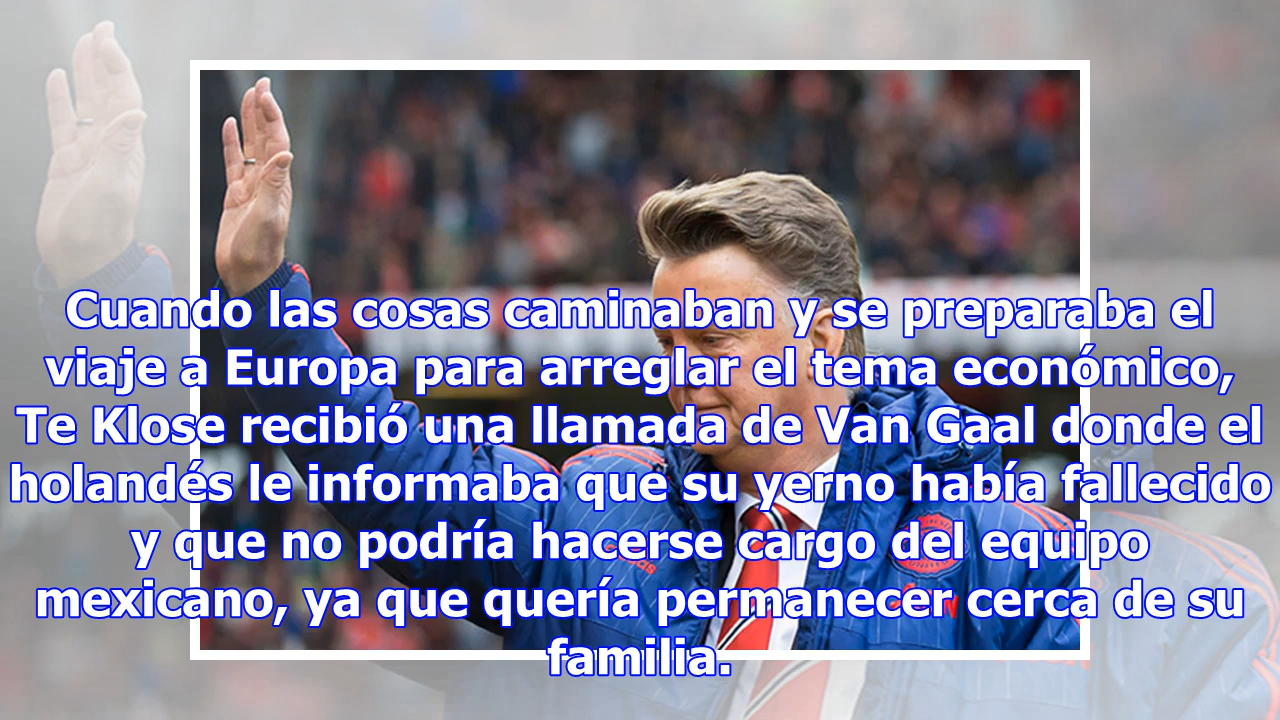 Cuando las cosas caminaban y se preparaba el
viaje a Europa para arreglar el tema económico,
Te Klose recibió una llamada de Van Gaal donde el
holandés le informaba que su yerno había fallecido
y que no podría hacerse cargo del equipo
mexicano, ya que quería permanecer cerca de su
familia.
adidas